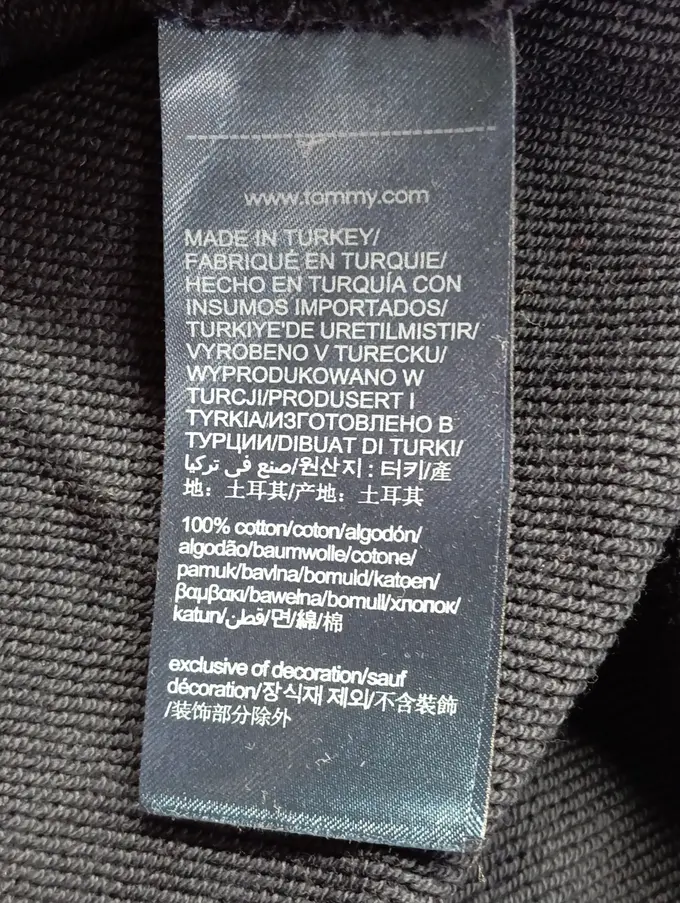 www.tommy.com
MADE IN TURKEY/
FABRIQUÉ EN TURQUIE/
HECHO EN TURQUÍA CON
INSUMOS IMPORTADOS/
TURKIYE'DE URETILMISTIR/
VYROBENO V TURECKU/
WYPRODUKOWANO W
TURCJI/PRODUSERT I
TYRKIA/ИЗГОТОВЛЕНО В
ТУРЦИИ/DIBUAT DI TURKI/
صنع في تركيا/원산지 : 터키/產
地：土耳其/产地：土耳其
100% cotton/coton/algodón/
algodão/baumwolle/cotone/
pamuk/bavlna/bomuld/katoen/
βαμβακι/bawełna/bomull/хлопок/
katun/قطن/면/綿/棉
exclusive of decoration/sauf
décoration/장식재 제외/不含裝飾
/装饰部分除外